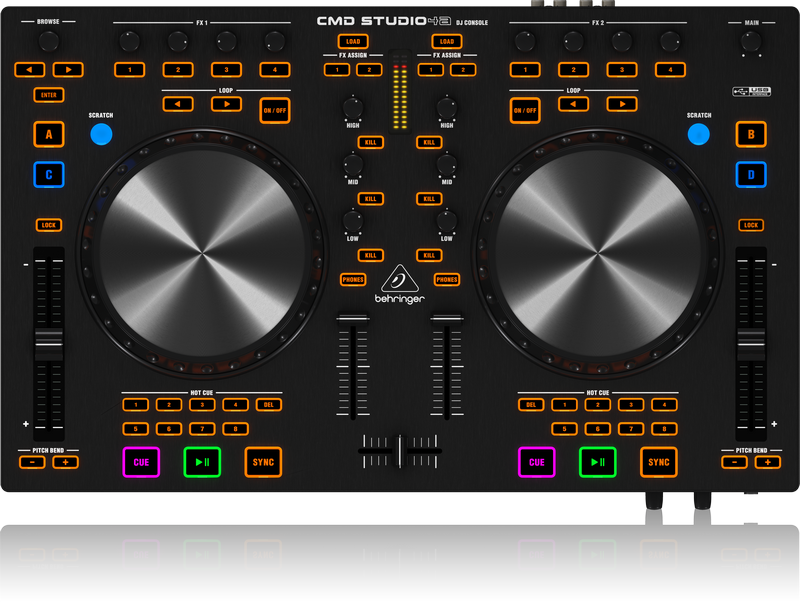 BROWSE
FX 1
CMD STUDIO 4a DJ CONSOLE
FX 2
MAIN
LOAD
LOAD
FX ASSIGN
FX ASSIGN
1 2 3 4
1 2
1 2
1 2 3 4
ENTER
LOOP
LOOP
USB
ON / OFF
ON / OFF
SCRATCH
SCRATCH
HIGH
HIGH
A
B
KILL
KILL
C
D
MID
MID
KILL
KILL
LOCK
LOCK
LOW
LOW
KILL
KILL
-
-
PHONES
PHONES
behringer
HOT CUE
HOT CUE
1 2 3 4 DEL
DEL 1 2 3 4
+
+
5 6 7 8
5 6 7 8
PITCH BEND
PITCH BEND
- +
CUE
SYNC
CUE
SYNC
- +